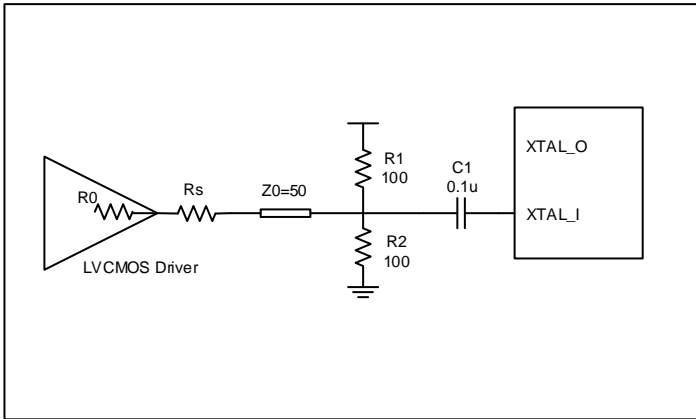 R0
LVCMOS Driver
Rs
Z0=50
R1
100
R2
100
C1
0.1u
XTAL_O
XTAL_I